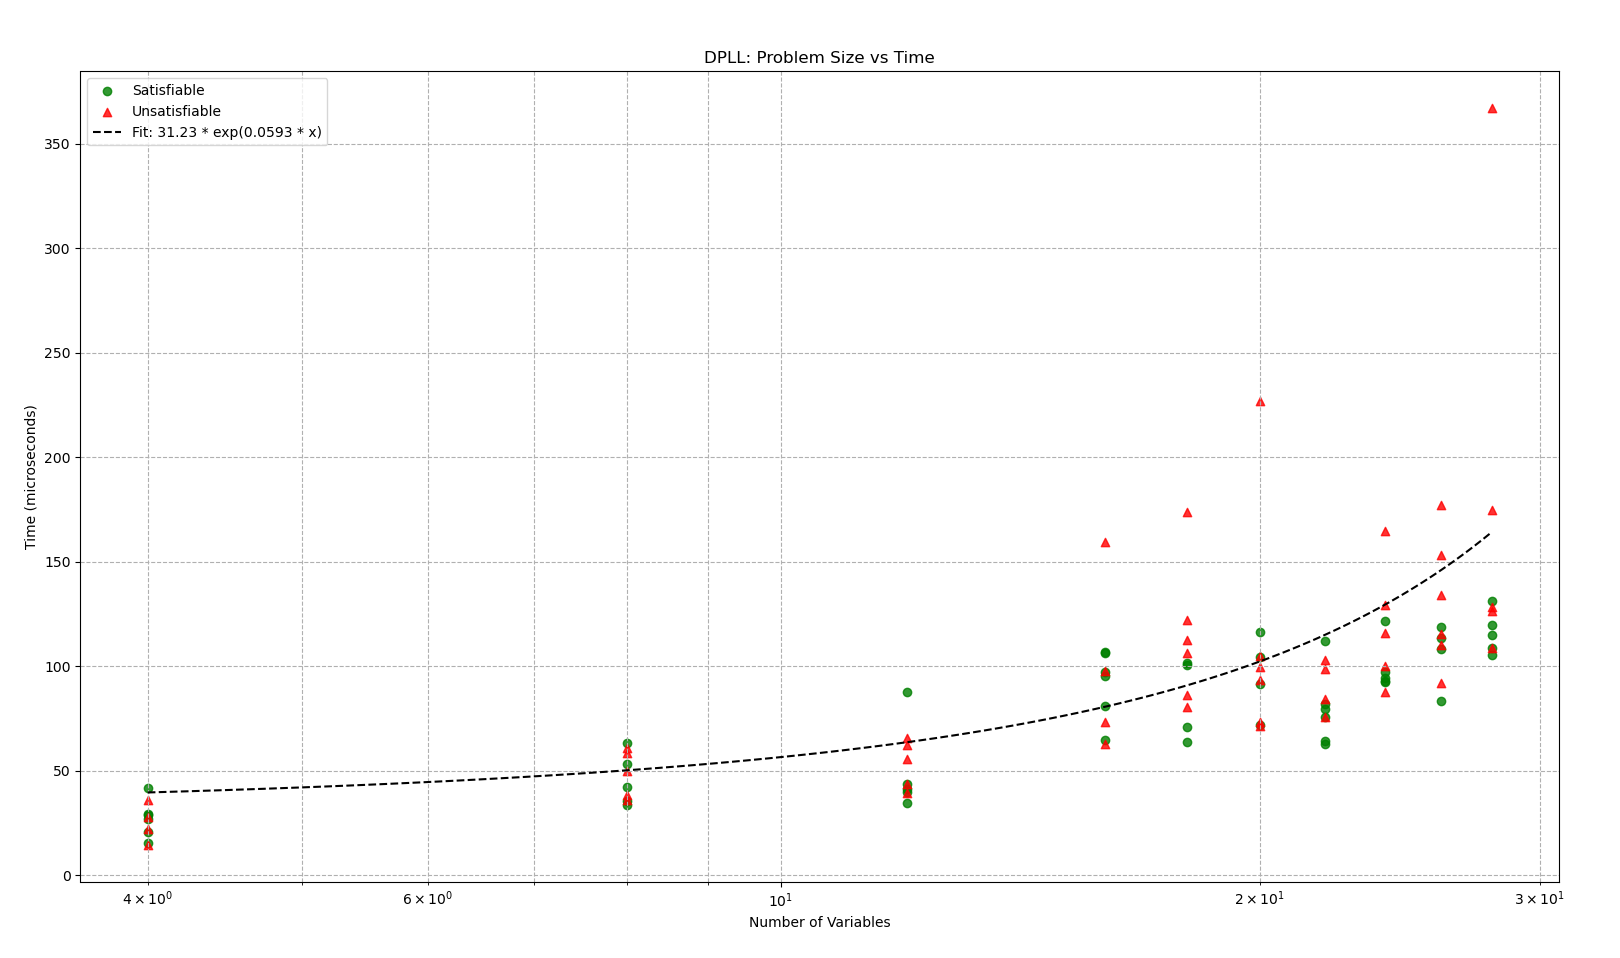 DPLL: Problem Size vs Time
Satisfiable
Unsatisfiable
Fit: 31.23 * exp(0.0593 * x)
350
300
250
200
150
100
50
0
Time (microseconds)
4 × 10⁰
6 × 10⁰
10¹
2 × 10¹
3 × 10¹
Number of Variables